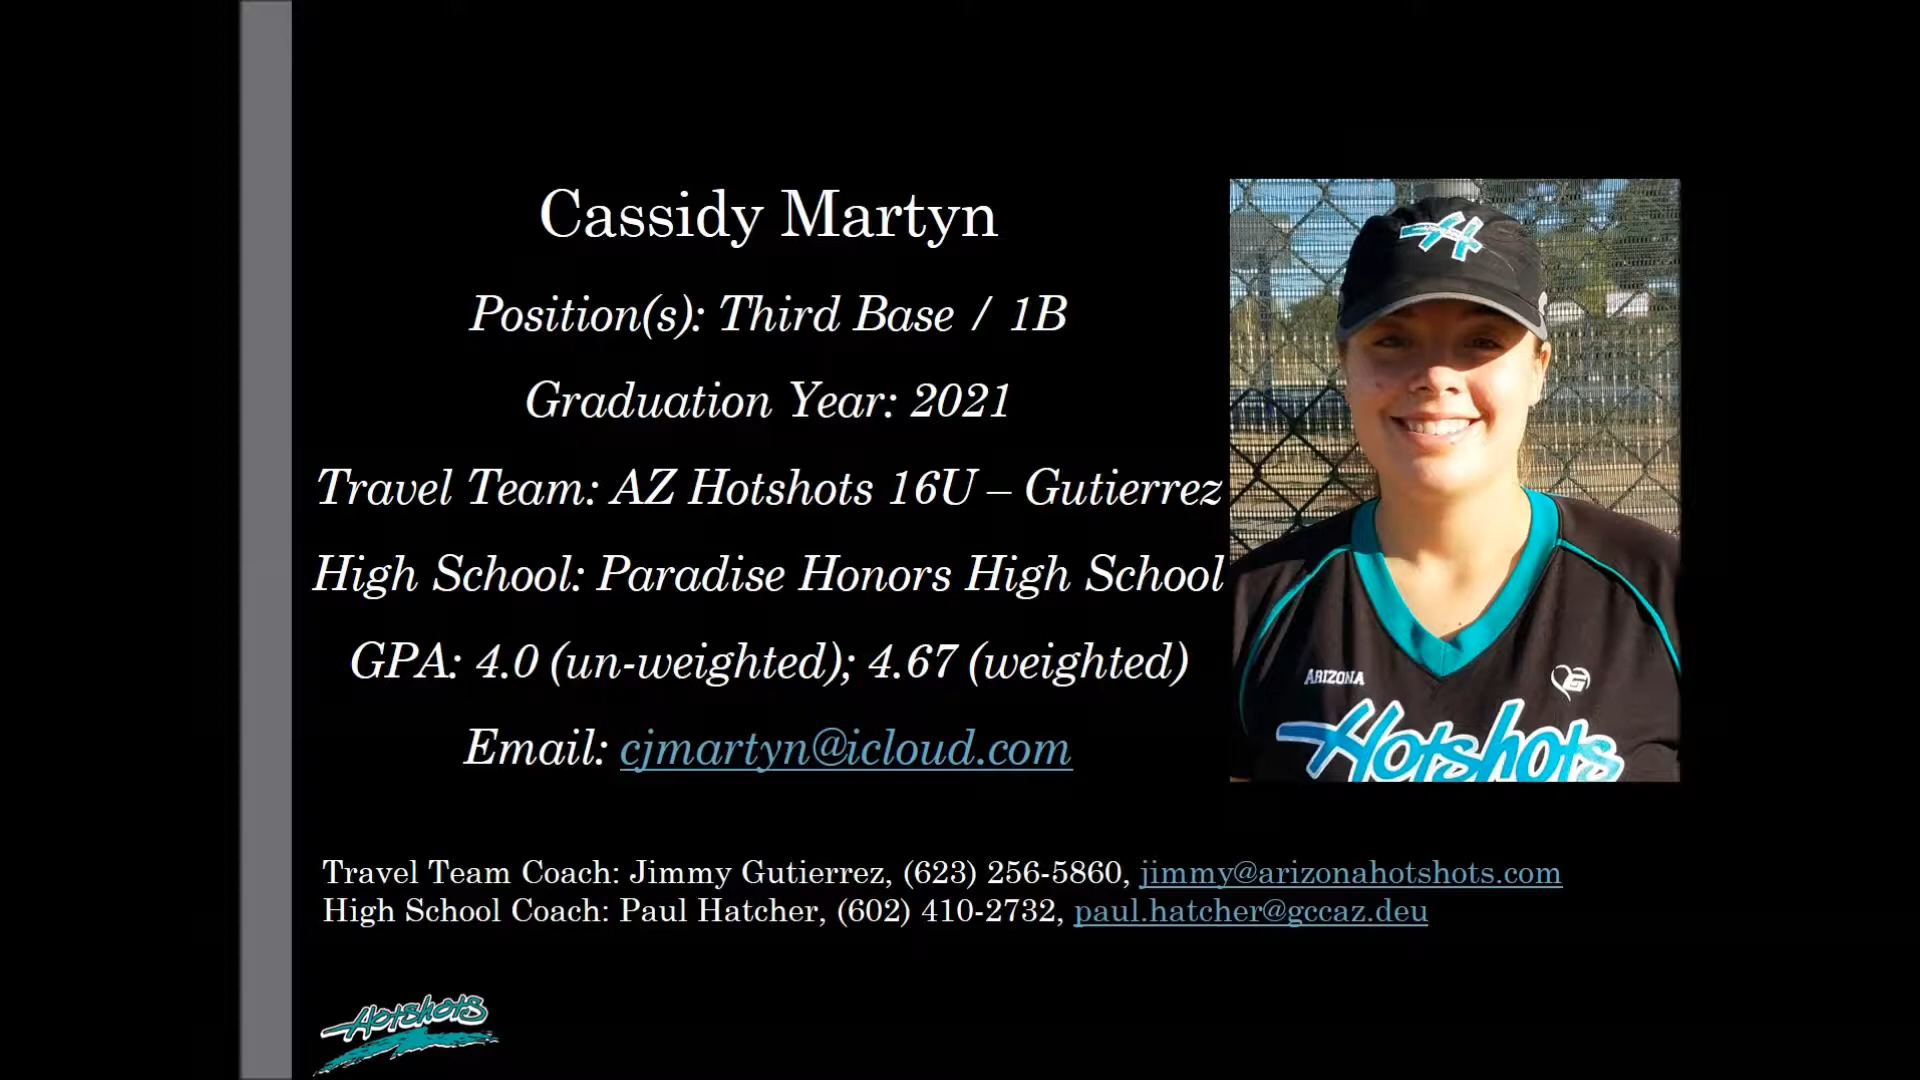 Cassidy Martyn
Position(s): Third Base / 1B
Graduation Year: 2021
Travel Team: AZ Hotshots 16U – Gutierrez
High School: Paradise Honors High School
GPA: 4.0 (un-weighted); 4.67 (weighted)
Email: cjmartyn@icloud.com
H
ARIZONA
Hotshots
Travel Team Coach: Jimmy Gutierrez, (623) 256-5860, jimmy@arizonahotshots.com
High School Coach: Paul Hatcher, (602) 410-2732, paul.hatcher@gccaz.deu
Hotshots